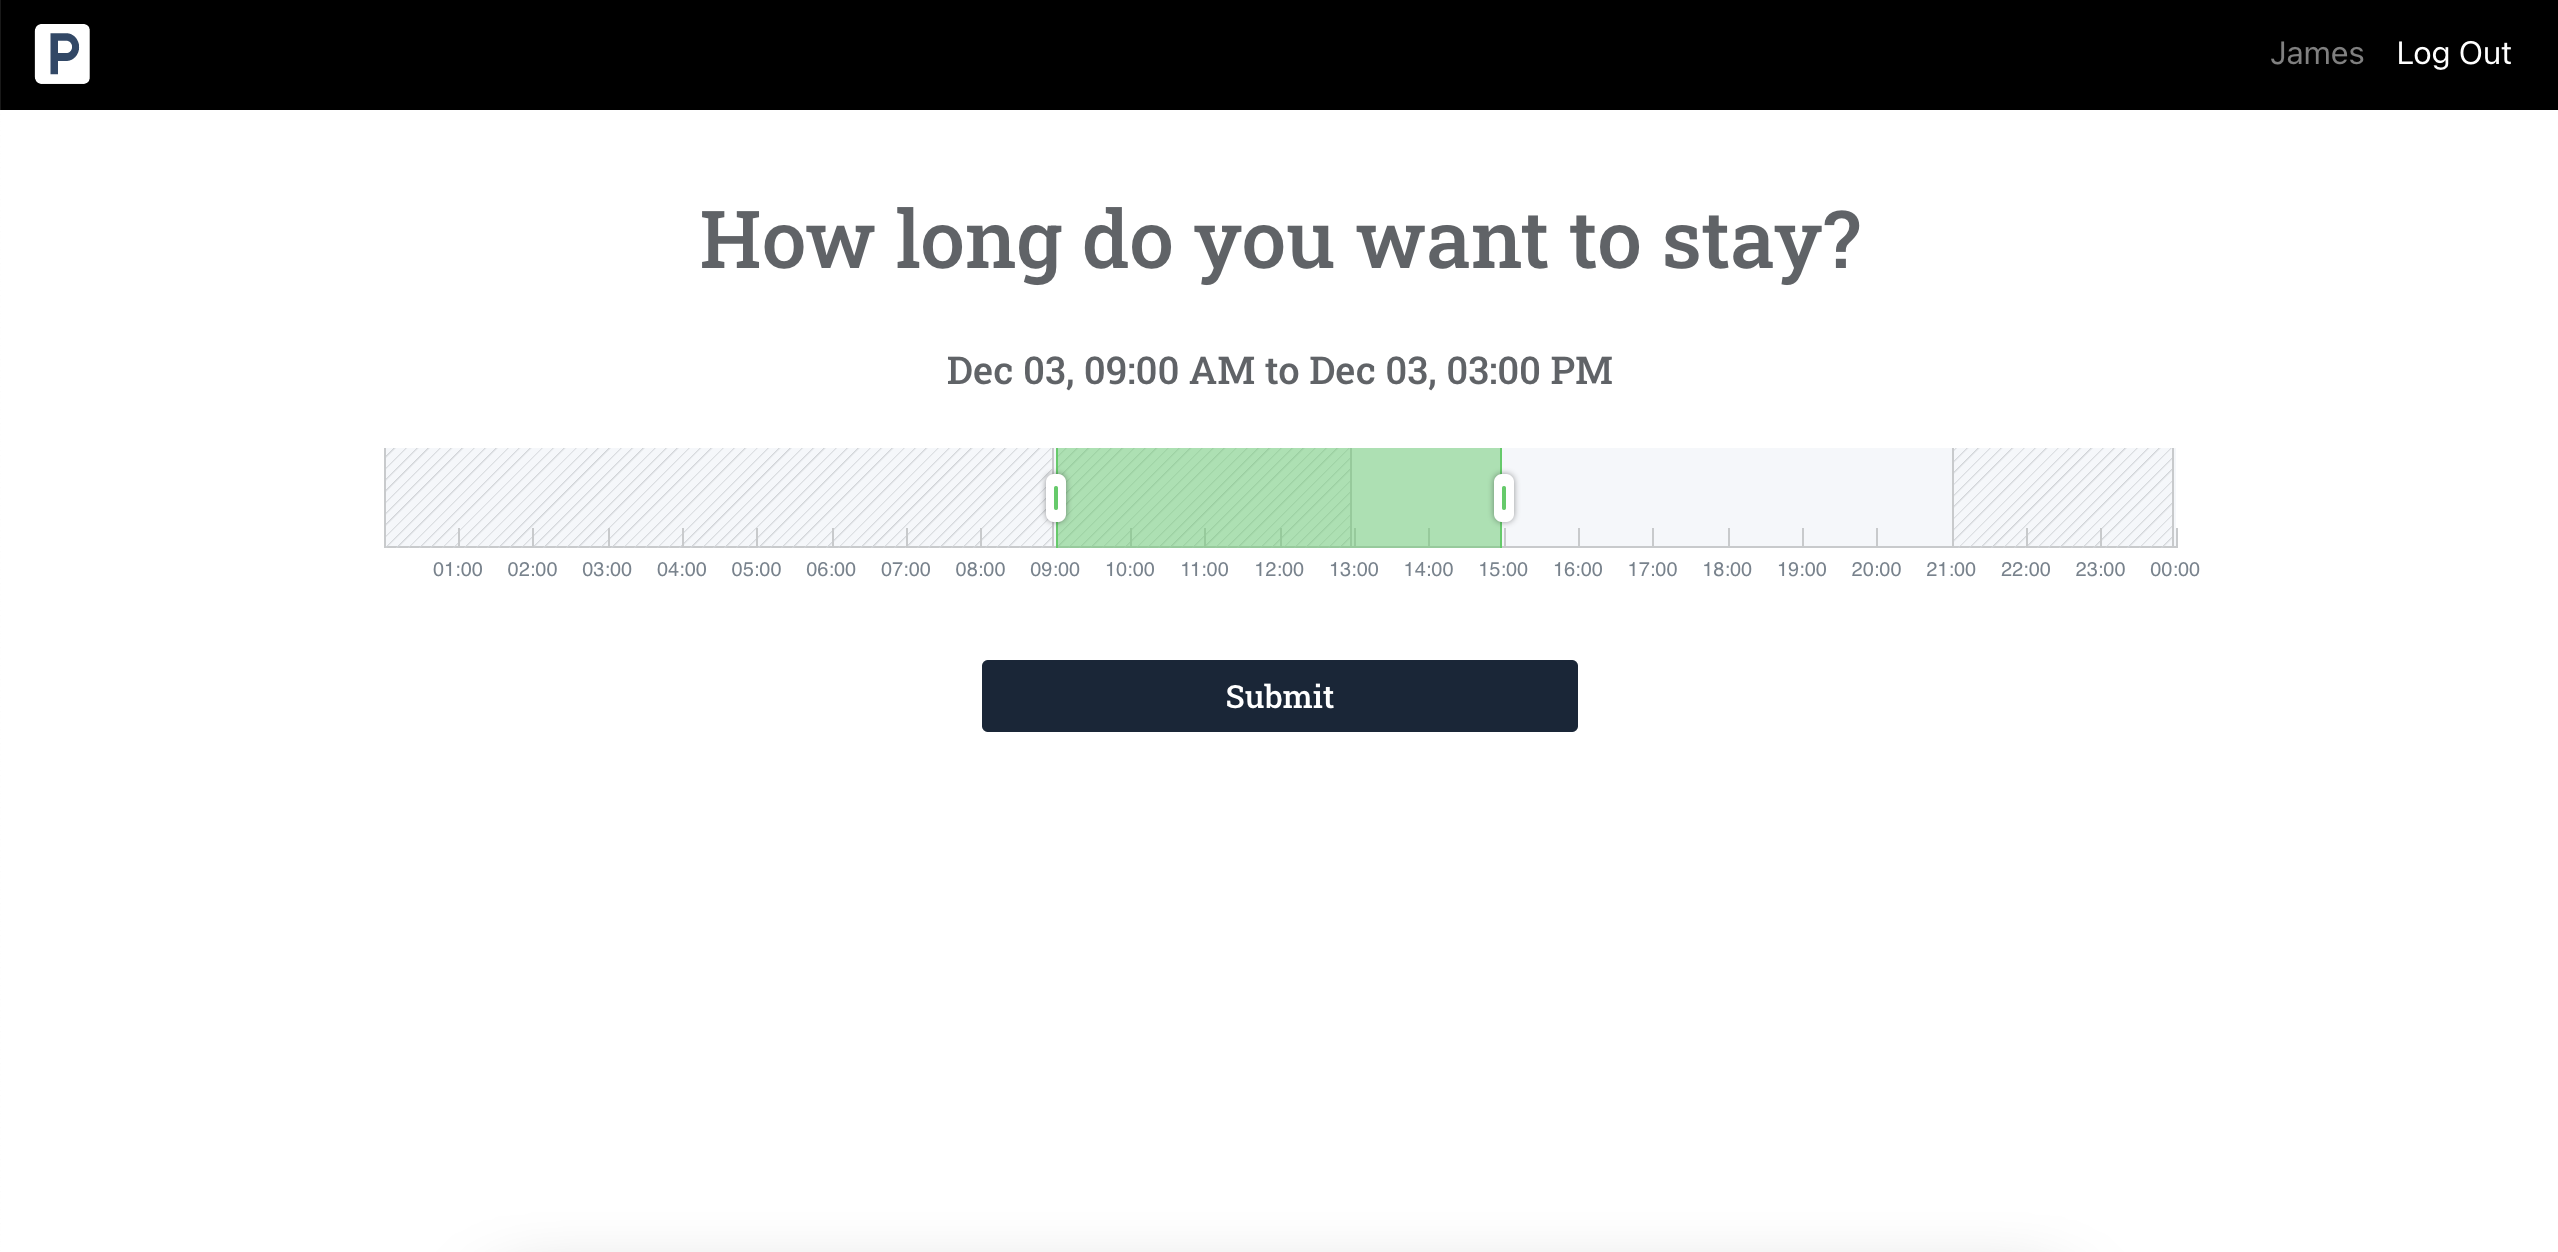 P
James Log Out
How long do you want to stay?
Dec 03, 09:00 AM to Dec 03, 03:00 PM
01:00 02:00 03:00 04:00 05:00 06:00 07:00 08:00 09:00 10:00 11:00 12:00 13:00 14:00 15:00 16:00 17:00 18:00 19:00 20:00 21:00 22:00 23:00 00:00
Submit